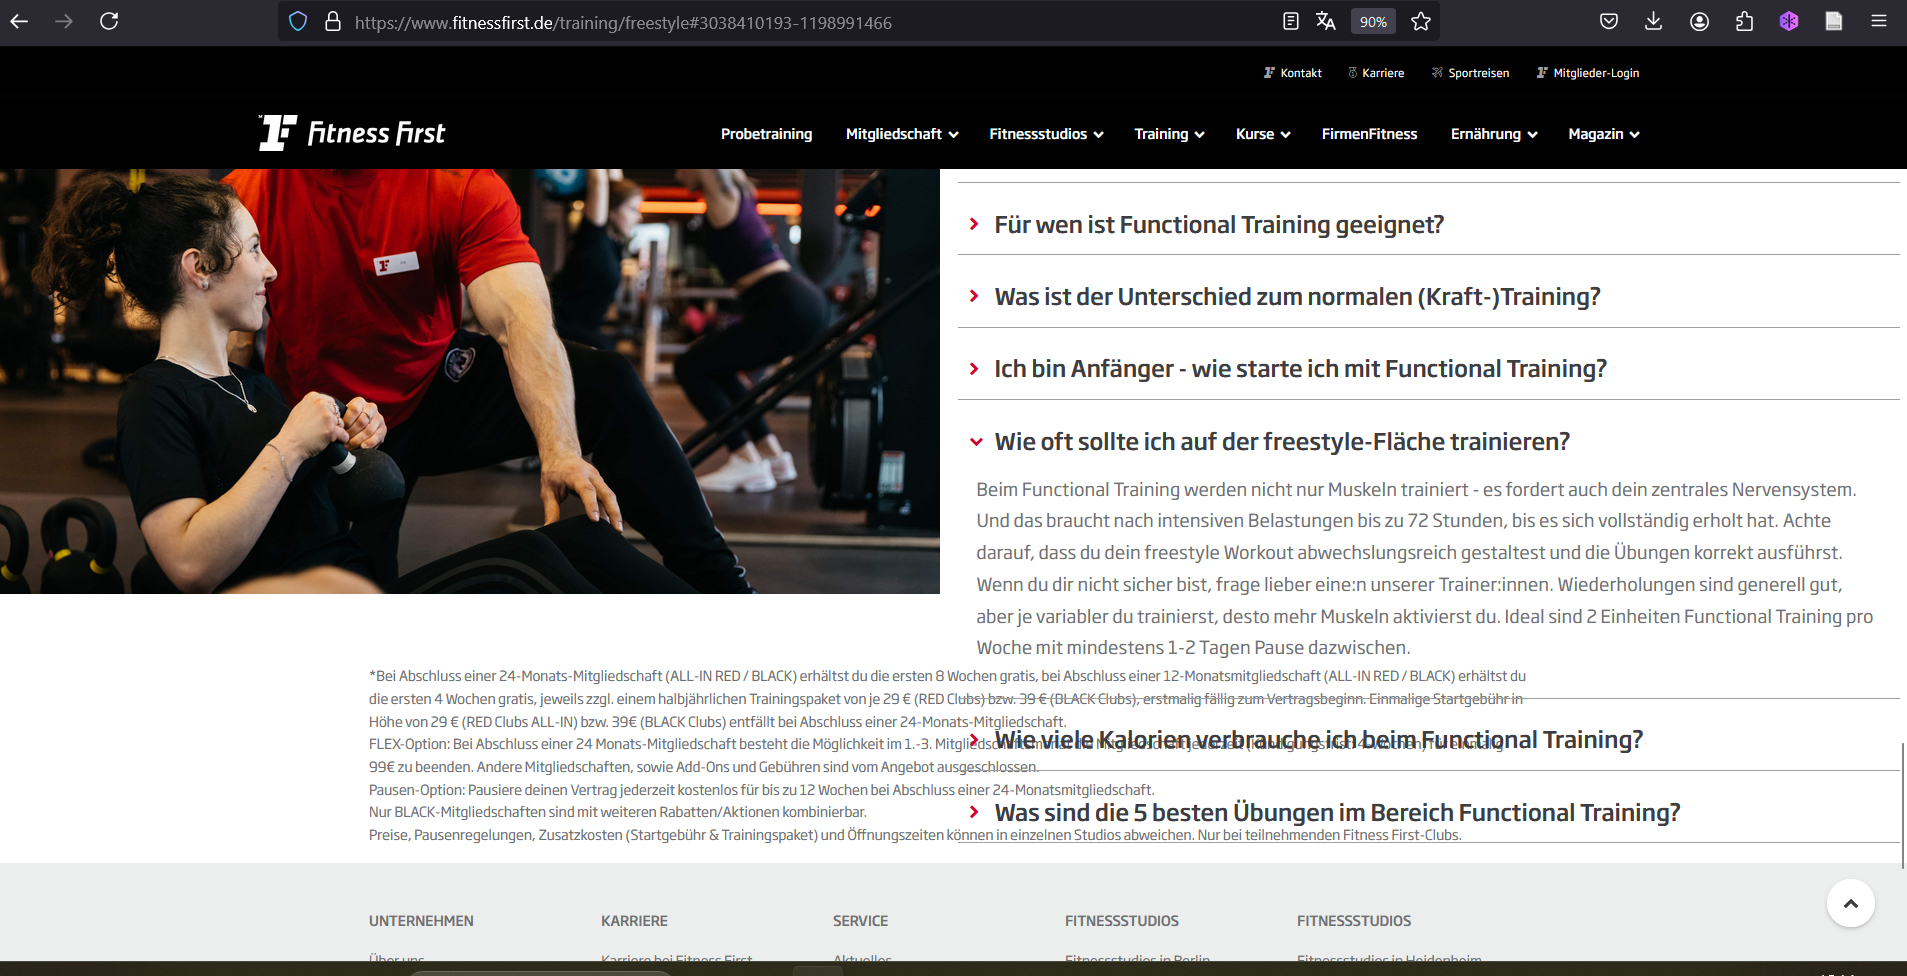 https://www.fitnessfirst.de/training/freestyle#3038410193-1198991466
90%
Kontakt
Karriere
Sportreisen
Mitglieder-Login
Fitness First
Probetraining
Mitgliedschaft
Fitnessstudios
Training
Kurse
FirmenFitness
Ernährung
Magazin
Für wen ist Functional Training geeignet?
Was ist der Unterschied zum normalen (Kraft-)Training?
Ich bin Anfänger - wie starte ich mit Functional Training?
Wie oft sollte ich auf der freestyle-Fläche trainieren?
Beim Functional Training werden nicht nur Muskeln trainiert - es fordert auch dein zentrales Nervensystem.
Und das braucht nach intensiven Belastungen bis zu 72 Stunden, bis es sich vollständig erholt hat. Achte
darauf, dass du dein freestyle Workout abwechslungsreich gestaltest und die Übungen korrekt ausführst.
Wenn du dir nicht sicher bist, frage lieber eine:n unserer Trainer:innen. Wiederholungen sind generell gut,
aber je variabler du trainierst, desto mehr Muskeln aktivierst du. Ideal sind 2 Einheiten Functional Training pro
Woche mit mindestens 1-2 Tagen Pause dazwischen.
*Bei Abschluss einer 24-Monats-Mitgliedschaft (ALL-IN RED / BLACK) erhältst du die ersten 8 Wochen gratis, bei Abschluss einer 12-Monatsmitgliedschaft (ALL-IN RED / BLACK) erhältst du
die ersten 4 Wochen gratis, jeweils zzgl. einem halbjährlichen Trainingspaket von je 29 € (RED Clubs) bzw. 39 € (BLACK Clubs), erstmalig fällig zum Vertragsbeginn. Einmalige Startgebühr in
Höhe von 29 € (RED Clubs ALL-IN) bzw. 39€ (BLACK Clubs) entfällt bei Abschluss einer 24-Monats-Mitgliedschaft.
FLEX-Option: Bei Abschluss einer 24 Monats-Mitgliedschaft besteht die Möglichkeit im 1.-3. Mitgliedschaftsmonat die Mitgliedschaft jederzeit (Kündigungsfrist: 4-Wochen) für einmalig
99€ zu beenden. Andere Mitgliedschaften, sowie Add-Ons und Gebühren sind vom Angebot ausgeschlossen.
Pausen-Option: Pausiere deinen Vertrag jederzeit kostenlos für bis zu 12 Wochen bei Abschluss einer 24-Monatsmitgliedschaft.
Nur BLACK-Mitgliedschaften sind mit weiteren Rabatten/Aktionen kombinierbar.
Preise, Pausenregelungen, Zusatzkosten (Startgebühr & Trainingspaket) und Öffnungszeiten können in einzelnen Studios abweichen. Nur bei teilnehmenden Fitness First-Clubs.
Wie viele Kalorien verbrauche ich beim Functional Training?
Was sind die 5 besten Übungen im Bereich Functional Training?
UNTERNEHMEN
KARRIERE
SERVICE
FITNESSSTUDIOS
FITNESSSTUDIOS
Über uns
Karriere bei Fitness First
Aktuelles
Fitnessstudios in Berlin
Fitnessstudios in Heidenheim